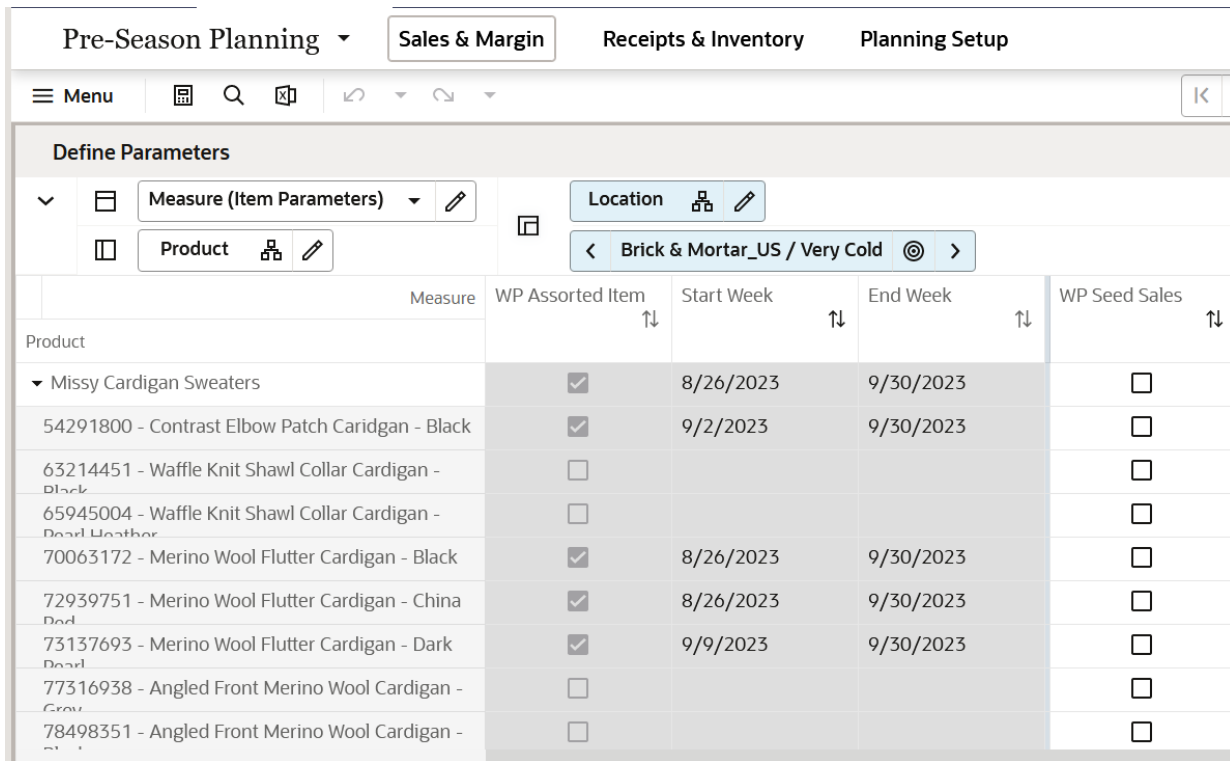 Pre-Season Planning Sales & Margin Receipts & Inventory Planning Setup
Menu
Define Parameters
Measure (Item Parameters) Location
Product Brick & Mortar_US / Very Cold
Measure WP Assorted Item Start Week End Week WP Seed Sales
Product
Missy Cardigan Sweaters 8/26/2023 9/30/2023
54291800 - Contrast Elbow Patch Caridgan - Black 9/2/2023 9/30/2023
63214451 - Waffle Knit Shawl Collar Cardigan -
Black
65945004 - Waffle Knit Shawl Collar Cardigan -
Pearl Heather
70063172 - Merino Wool Flutter Cardigan - Black 8/26/2023 9/30/2023
72939751 - Merino Wool Flutter Cardigan - China 8/26/2023 9/30/2023
Red
73137693 - Merino Wool Flutter Cardigan - Dark 9/9/2023 9/30/2023
Pearl
77316938 - Angled Front Merino Wool Cardigan -
Grey
78498351 - Angled Front Merino Wool Cardigan -